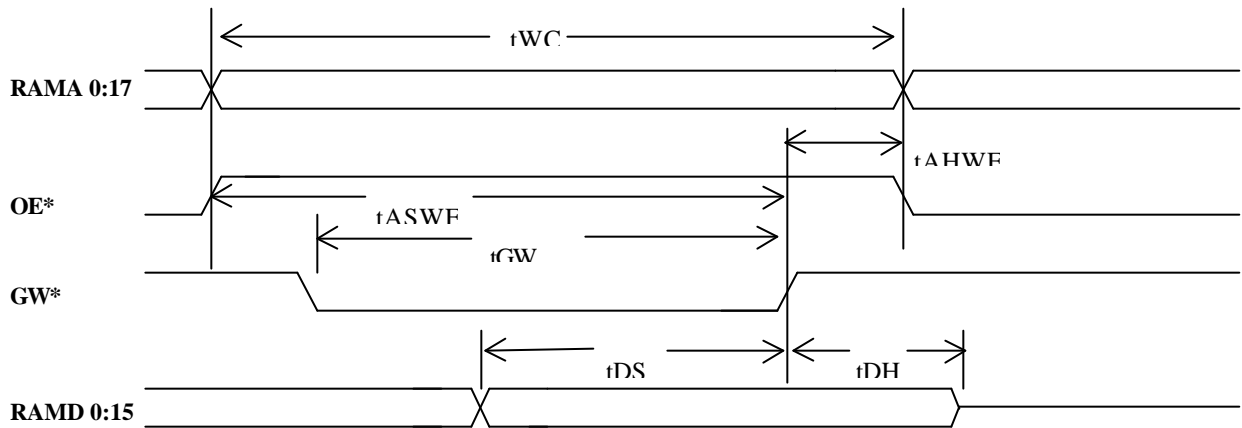 tWC
RAMA 0:17
tAHWE
OE*
tASWE
tGW
GW*
tDS
tDH
RAMD 0:15